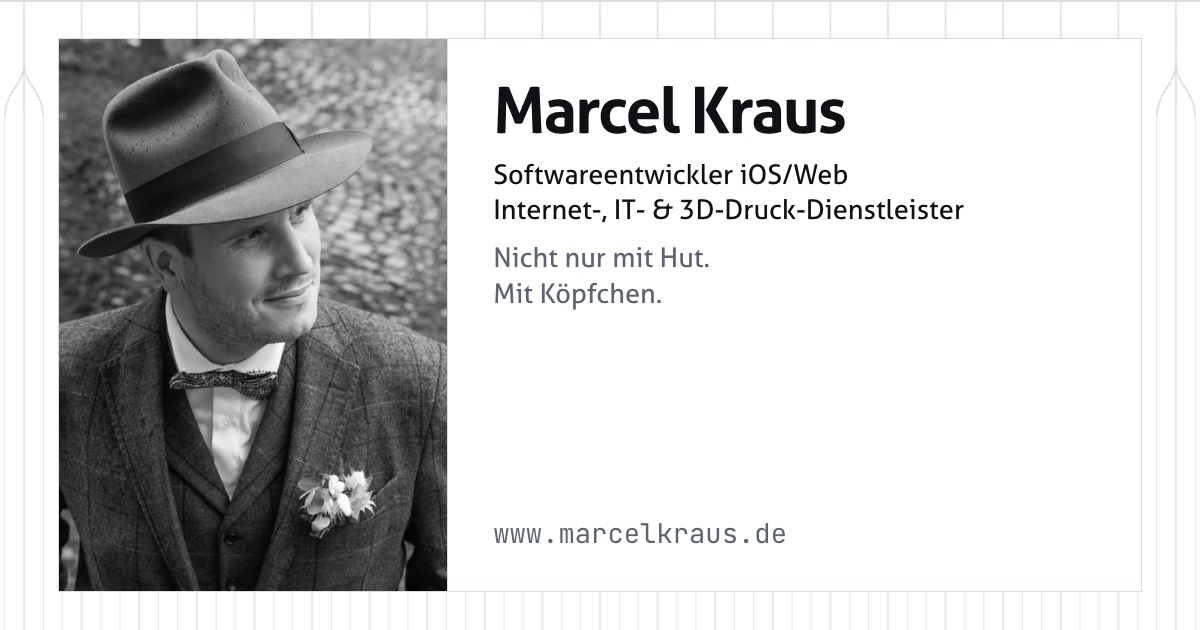 Marcel Kraus
Softwareentwickler iOS/Web
Internet-, IT- & 3D-Druck-Dienstleister
Nicht nur mit Hut.
Mit Köpfchen.
www.marcelkraus.de